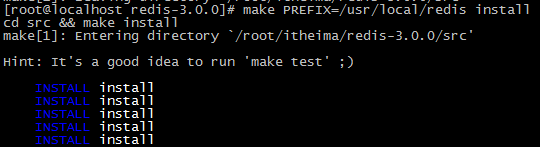 [root@localhost redis-3.0.0]# make PREFIX=/usr/local/redis install
cd src && make install
make[1]: Entering directory `/root/itheima/redis-3.0.0/src'
Hint: It's a good idea to run 'make test' ;)
INSTALL install
INSTALL install
INSTALL install
INSTALL install
INSTALL install